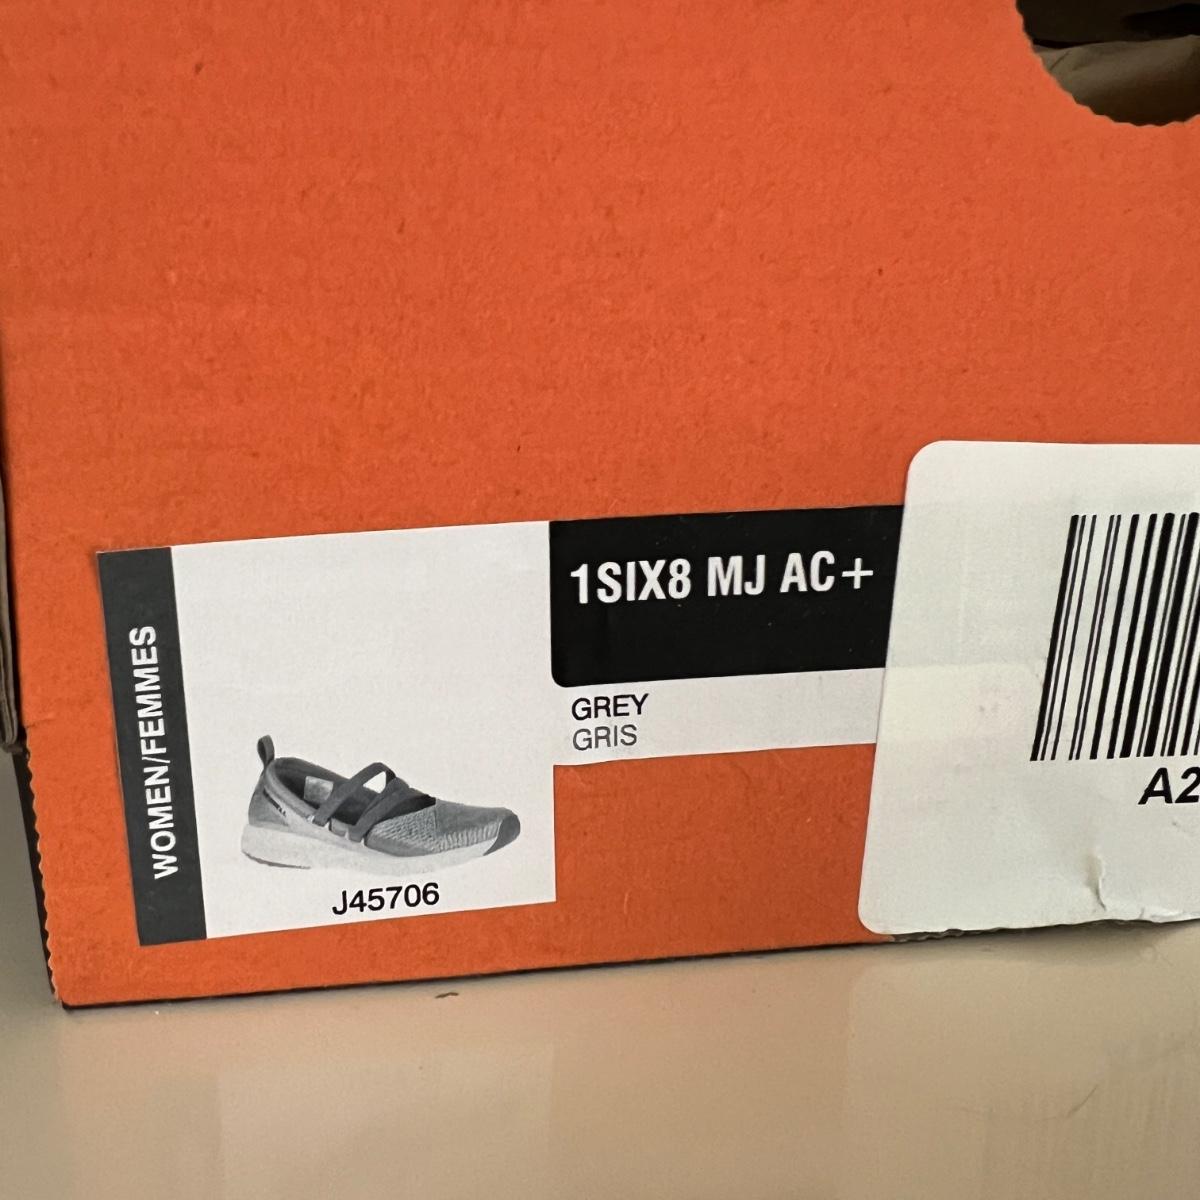 WOMEN/FEMMES
J45706
1SIX8 MJ AC+
GREY
GRIS
A2